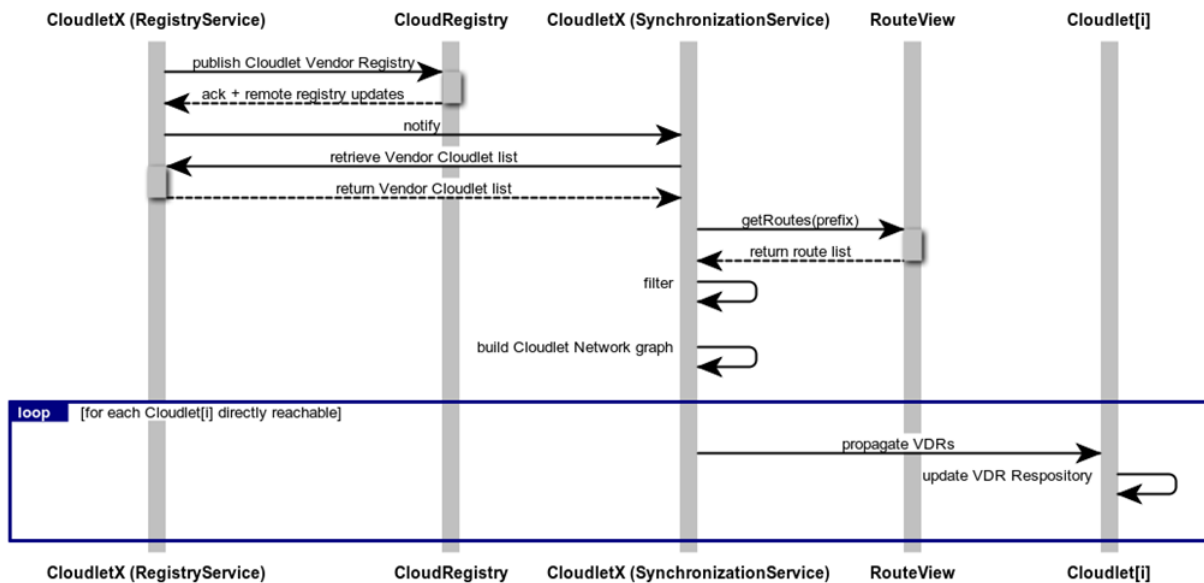 CloudletX (RegistryService) CloudRegistry CloudletX (SynchronizationService) RouteView Cloudlet[i]
publish Cloudlet Vendor Registry
ack + remote registry updates
notify
retrieve Vendor Cloudlet list
return Vendor Cloudlet list
getRoutes(prefix)
return route list
filter
build Cloudlet Network graph
loop [for each Cloudlet[i] directly reachable]
propagate VDRs
update VDR Respository
CloudletX (RegistryService) CloudRegistry CloudletX (SynchronizationService) RouteView Cloudlet[i]